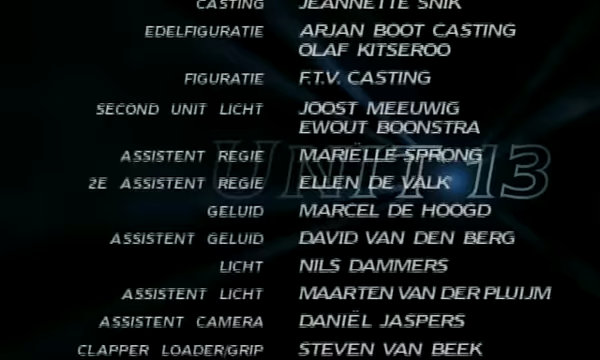 CASTING JEANNETTE SNIK
EDELFIGURATIE ARJAN BOOT CASTING
OLAF KITSEROO
FIGURATIE F.T.V. CASTING
SECOND UNIT LICHT JOOST MEEUWIG
EWOUT BOONSTRA
ASSISTENT REGIE MARIËLLE SPRONG
2E ASSISTENT REGIE ELLEN DE VALK
UNIT 13
GELUID MARCEL DE HOOGD
ASSISTENT GELUID DAVID VAN DEN BERG
LICHT NILS DAMMERS
ASSISTENT LICHT MAARTEN VAN DER PLUIJM
ASSISTENT CAMERA DANIËL JASPERS
CLAPPER LOADER/GRIP STEVEN VAN BEEK